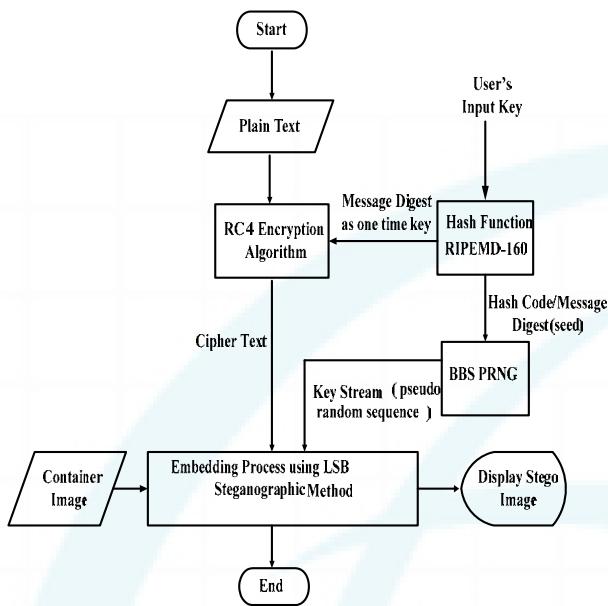 Start
User's
Input Key
Plain Text
Message Digest
as one time key
RC4 Encryption
Algorithm
Hash Function
RIPEMD-160
Hash Code/Message
Digest(seed)
Cipher Text
BBS PRNG
Key Stream ( pseudo
random sequence )
Container
Image
Embedding Process using LSB
Steganographic Method
Display Stego
Image
End